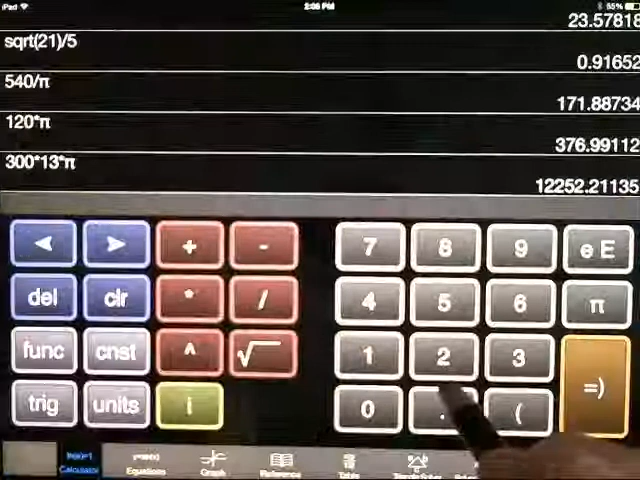 iPad 2:06 PM 55%
23.57818
sqrt(21)/5
0.91652
540/π
171.88734
120*π
376.99112
300*13*π
12252.21135
+ - 7 8 9 e E
del clr * / 4 5 6 π
func cnst ^ √ 1 2 3 =)
trig units i 0 . (
Calculator Equations Graph Reference Table Triangle Solver